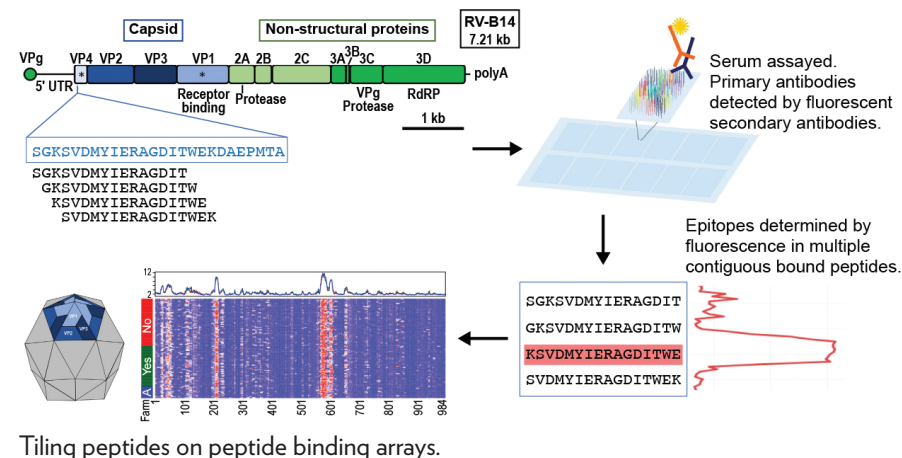 Capsid
Non-structural proteins
RV-B14
7.21 kb
VPg
VP4 VP2 VP3 VP1 2A 2B 2C 3A 3B 3C 3D
* *
polyA
5' UTR
Receptor binding
Protease
VPg
Protease
RdRP
1 kb
SGKSVDMYIERAGDITWEKDAEPMTA
SGKSVDMYIERAGDIT
GKSVDMYIERAGDITW
KSVDMYIERAGDITWE
SVDMYIERAGDITWEK
Serum assayed.
Primary antibodies
detected by fluorescent
secondary antibodies.
Epitopes determined by
fluorescence in multiple
contiguous bound peptides.
SGKSVDMYIERAGDIT
GKSVDMYIERAGDITW
KSVDMYIERAGDITWE
SVDMYIERAGDITWEK
12
2
No
Yes
A
Farm
1 101 201 301 401 501 601 701 801 901 984
VP1
VP2 VP3
Tiling peptides on peptide binding arrays.